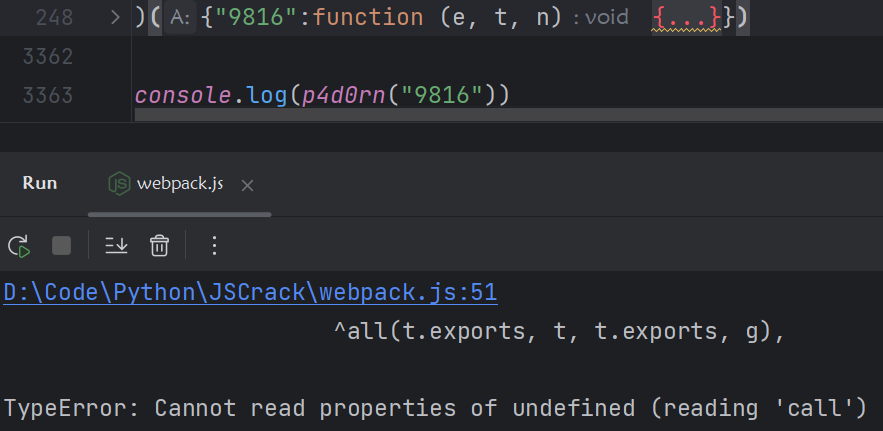 248 > )( A: {"9816":function (e, t, n) : void {...}})
3362
3363 console.log(p4d0rn("9816"))
Run webpack.js ×
D:\Code\Python\JSCrack\webpack.js:51
^all(t.exports, t, t.exports, g),
TypeError: Cannot read properties of undefined (reading 'call')